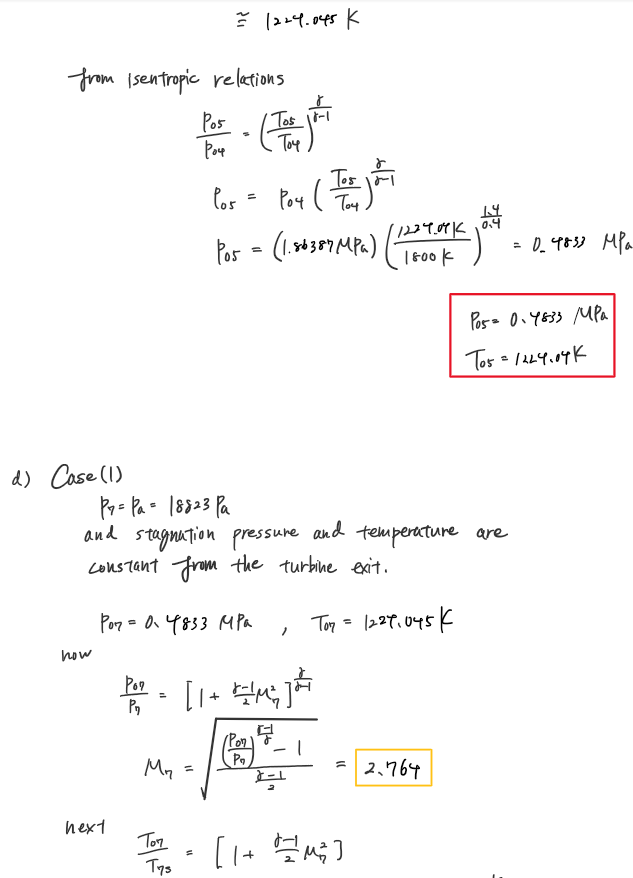 ≅ 1224.045 K
from isentropic relations
P05/P04 = (T05/T04)^(γ/(γ-1))
P05 = P04 (T05/T04)^(γ/(γ-1))
P05 = (1.86387 MPa) (1224.04K/1800 K)^(1.4/0.4) = 0.4833 MPa
P05 = 0.4833 MPa
T05 = 1224.04K
d) Case(1)
P7 = Pa = 18823 Pa
and stagnation pressure and temperature are
constant from the turbine exit.
P07 = 0.4833 MPa , T07 = 1224.045 K
now
P07/P7 = [1 + (γ-1)/2 M7²]^(γ/(γ-1))
M7 = √(((P07/P7)^((γ-1)/γ) - 1)/((γ-1)/2)) = 2.764
next
T07/T7s = [1 + (γ-1)/2 M7²]